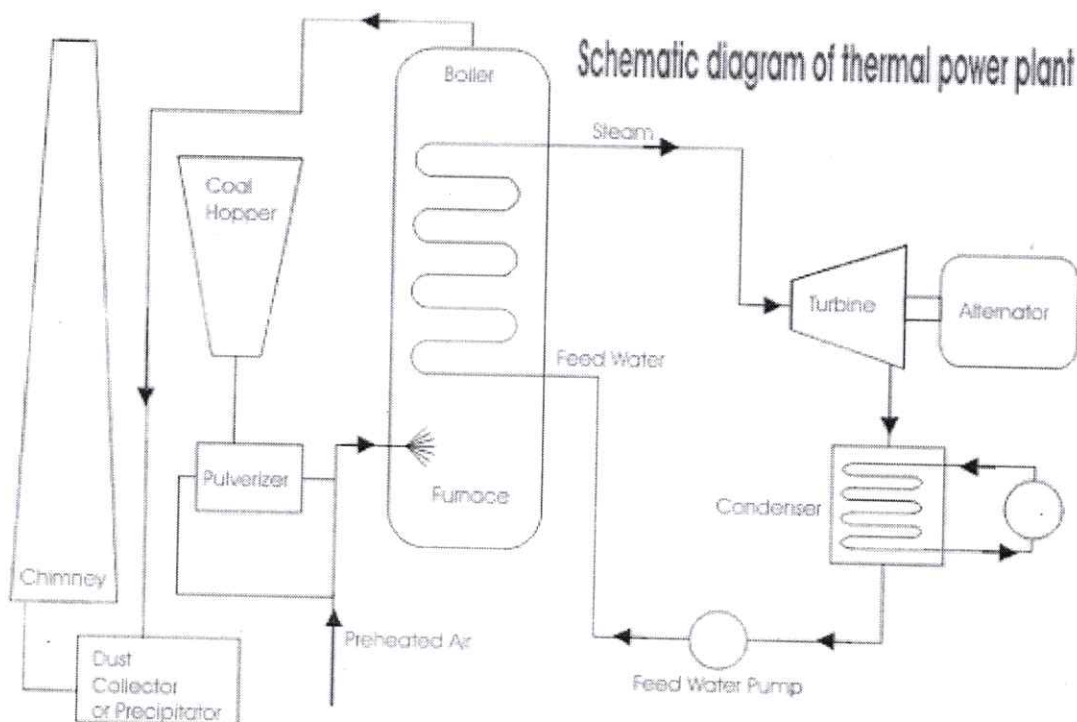 Schematic diagram of thermal power plant
Boiler
Steam
Coal
Hopper
Turbine
Alternator
Feed Water
Pulverizer
Furnace
Condenser
Chimney
Preheated Air
Dust
Collector
or Precipitator
Feed Water Pump